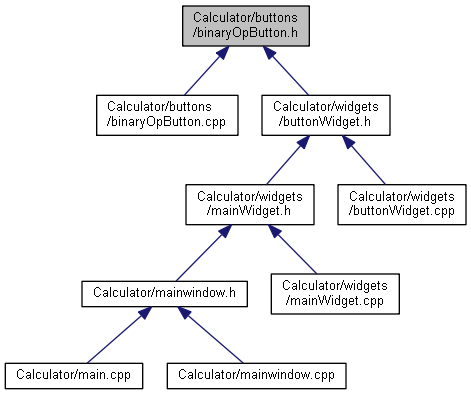 Calculator/buttons
/binaryOpButton.h
Calculator/buttons
/binaryOpButton.cpp
Calculator/widgets
/buttonWidget.h
Calculator/widgets
/mainWidget.h
Calculator/widgets
/buttonWidget.cpp
Calculator/mainwindow.h
Calculator/widgets
/mainWidget.cpp
Calculator/main.cpp
Calculator/mainwindow.cpp